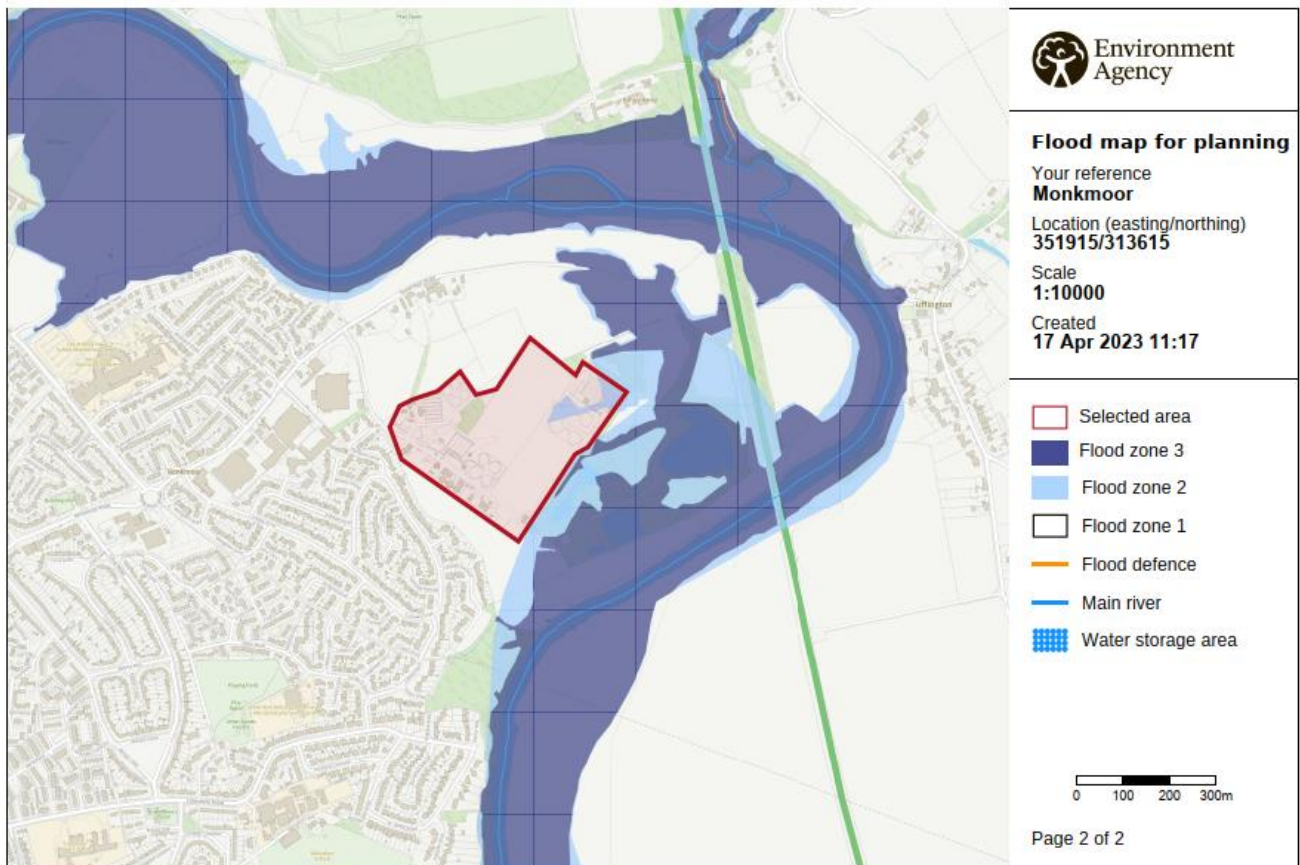 Environment
Agency
Flood map for planning
Your reference
Monkmoor
Location (easting/northing)
351915/313615
Scale
1:10000
Created
17 Apr 2023 11:17
Selected area
Flood zone 3
Flood zone 2
Flood zone 1
Flood defence
Main river
Water storage area
0 100 200 300m
Page 2 of 2
Uffington
Monkmoor